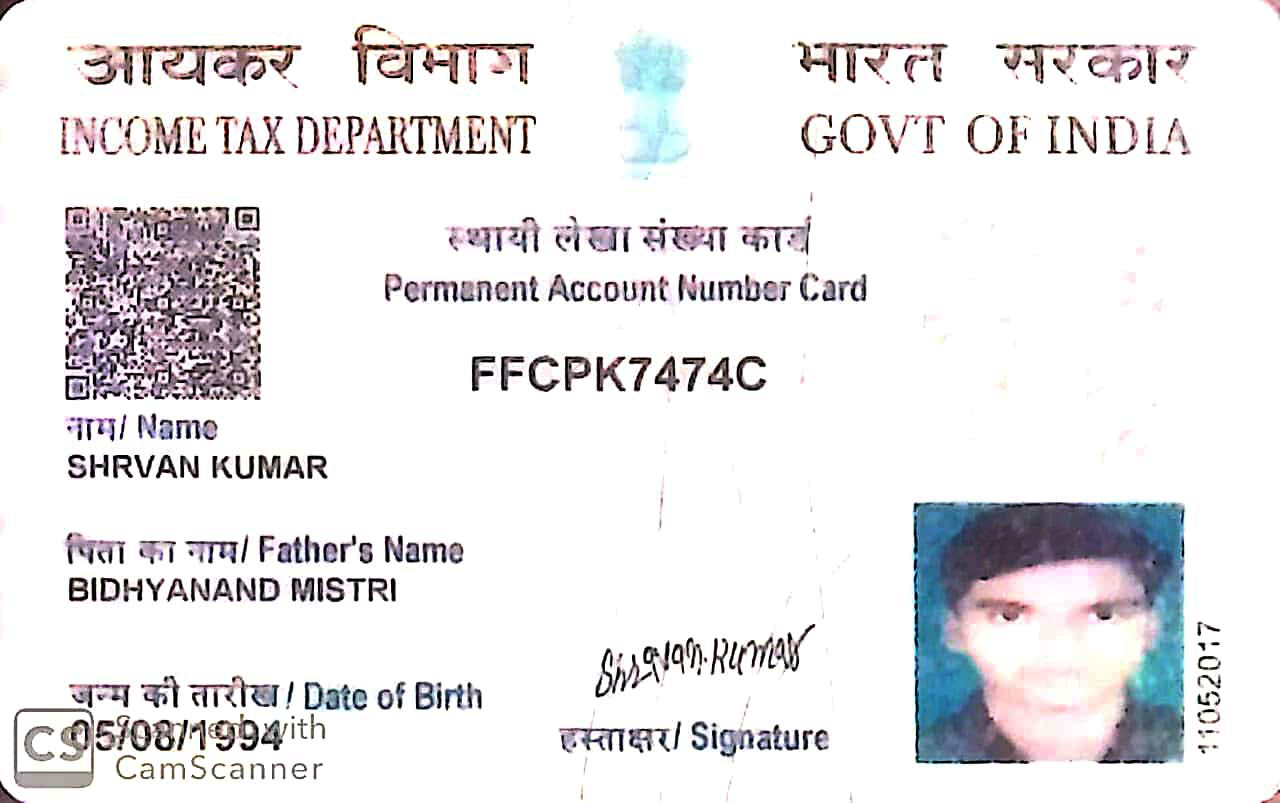 आयकर विभाग
INCOME TAX DEPARTMENT
भारत सरकार
GOVT OF INDIA
स्थायी लेखा संख्या कार्ड
Permanent Account Number Card
FFCPK7474C
नाम/ Name
SHRVAN KUMAR
पिता का नाम/ Father's Name
BIDHYANAND MISTRI
जन्म की तारीख / Date of Birth
05/08/1994
Shravan Kumar
हस्ताक्षर/ Signature
11052017
CS
Scanned with
CamScanner